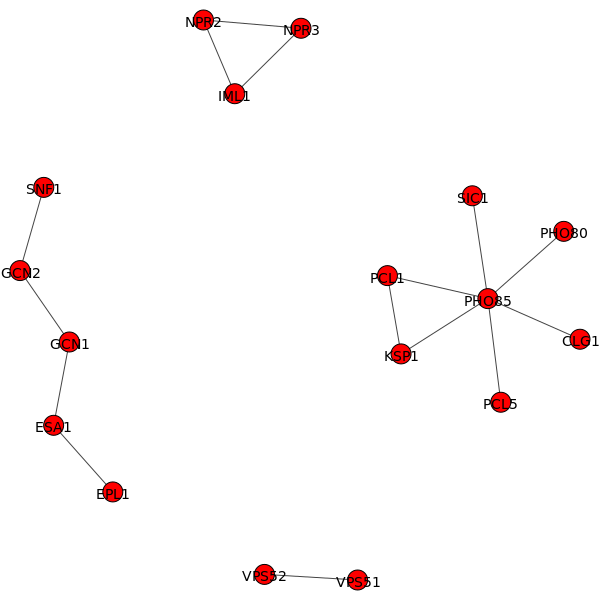 NPR2
NPR3
IML1
SNF1
SIC1
PHO80
GCN2
PCL1
PHO85
GCN1
CLG1
KSP1
PCL5
ESA1
EPL1
VPS52
VPS51